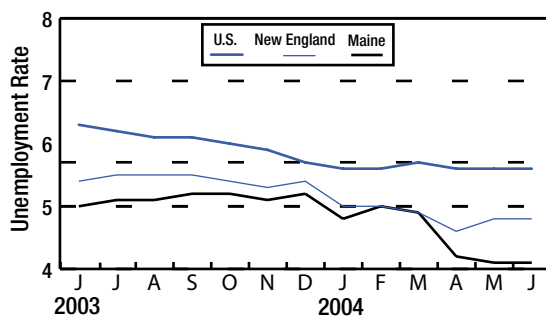 8
U.S. New England Maine
7
6
5
4
Unemployment Rate
J J A S O N D J F M A M J
2003 2004